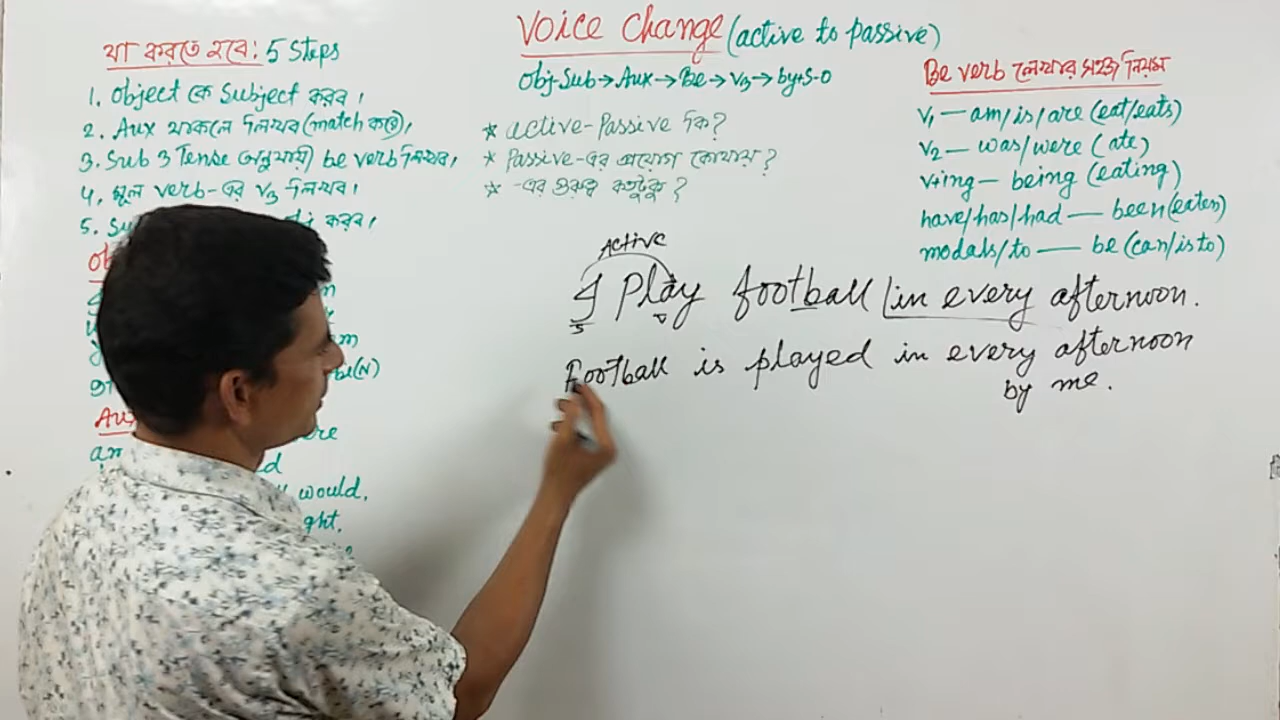 Voice Change (active to passive)
Obj-Sub→Aux→Be→V3→by+S-O
* active-Passive কি?
* Passive-এর প্রয়োগ কোথায়?
* -এর গুরুত্ব কতটুকু?
যা করতে হবে: 5 Steps
1. Object কে Subject করব।
2. Aux থাকলে লিখব (match করে),
3. Sub ও Tense অনুযায়ী be verb লিখব,
4. মূল verb-এর V3 লিখব।
5. করব।
Be verb লেখার সহজ নিয়ম
V1 — am/is/are (eat/eats)
V2 — was/were (ate)
V+ing — being (eating)
have/has/had — been (eaten)
modals/to — be (can/is to)
Active
I Play football in every afternoon.
S V
Football is played in every afternoon
by me.
would,